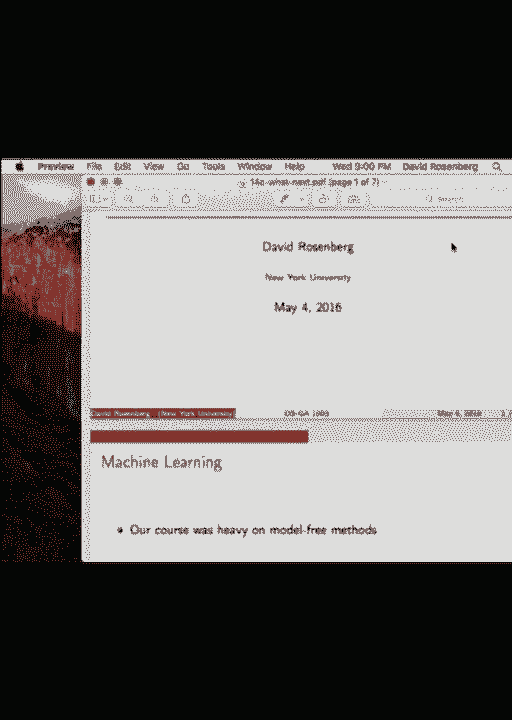 Preview File Edit View Go Tools Window Help Wed 9:00 PM David Rosenberg
14a-what-next.pdf (page 1 of 7)
Search
David Rosenberg
New York University
May 4, 2016
David Rosenberg (New York University) DS-GA 1003 May 4, 2016 1 /
Machine Learning
• Our course was heavy on model-free methods